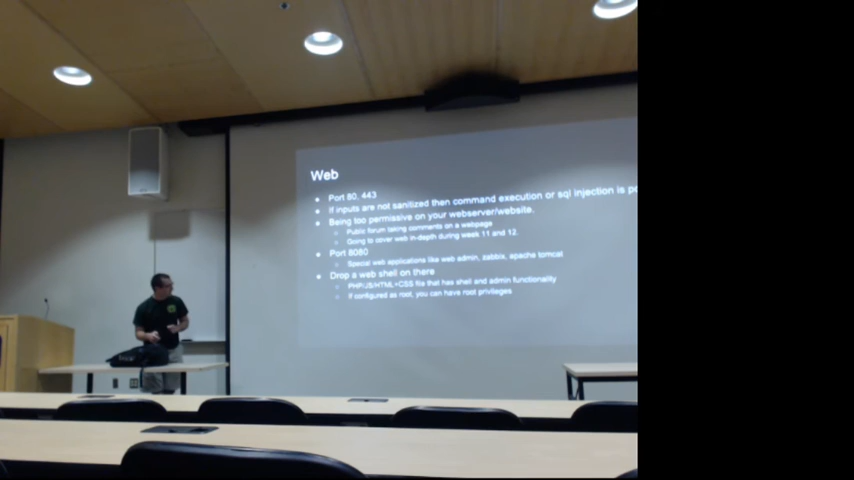 Web
Port 80, 443
If inputs are not sanitized then command execution or sql injection is
Being too permissive on your webserver/website.
Public forum taking comments on a webpage
Going to cover web in-depth during week 11 and 12.
Port 8080
Special web applications like web admin, zabbix, apache tomcat
Drop a web shell on there
PHP/JS/HTML+CSS file that has shell and admin functionality
If configured as root, you can have root privileges